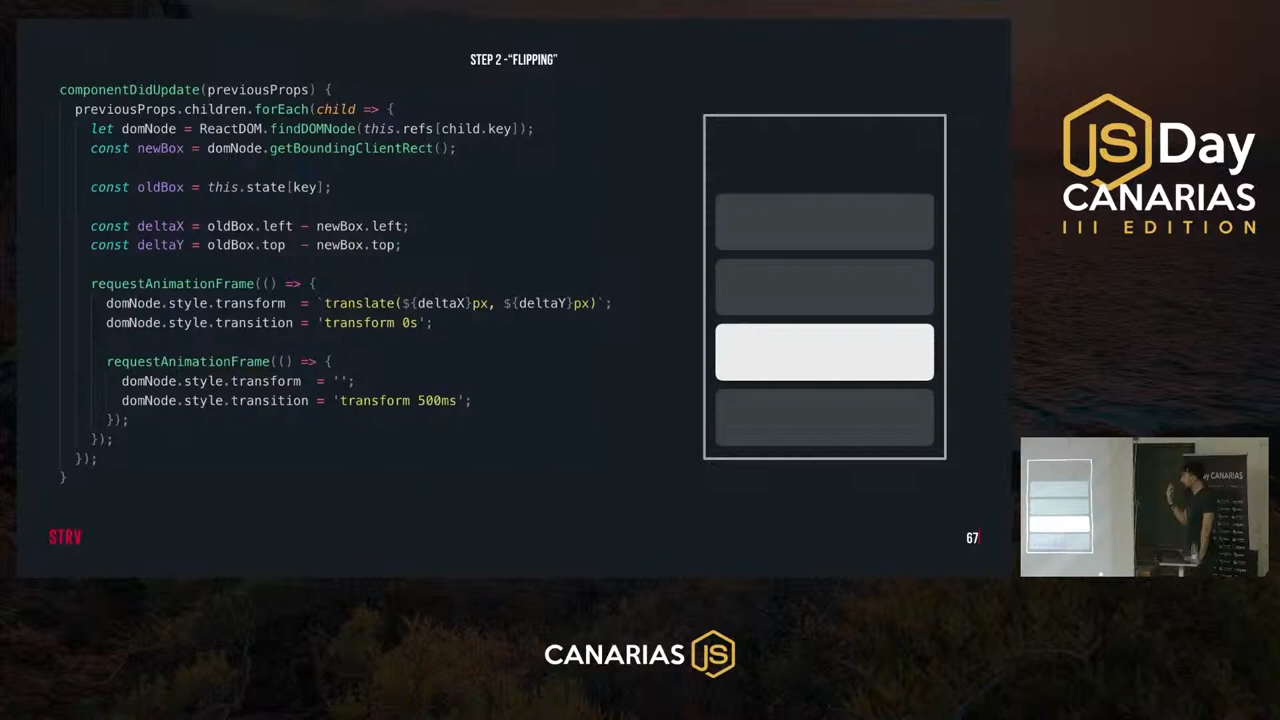 STEP 2 -“FLIPPING”
componentDidUpdate(previousProps) {
previousProps.children.forEach(child => {
let domNode = ReactDOM.findDOMNode(this.refs[child.key]);
const newBox = domNode.getBoundingClientRect();
const oldBox = this.state[key];
const deltaX = oldBox.left - newBox.left;
const deltaY = oldBox.top  - newBox.top;
requestAnimationFrame(() => {
domNode.style.transform  = `translate(${deltaX}px, ${deltaY}px)`;
domNode.style.transition = 'transform 0s';
requestAnimationFrame(() => {
domNode.style.transform  = '';
domNode.style.transition = 'transform 500ms';
});
});
});
}
STRV
67
JS Day
CANARIAS
III EDITION
Day CANARIAS
CANARIAS JS